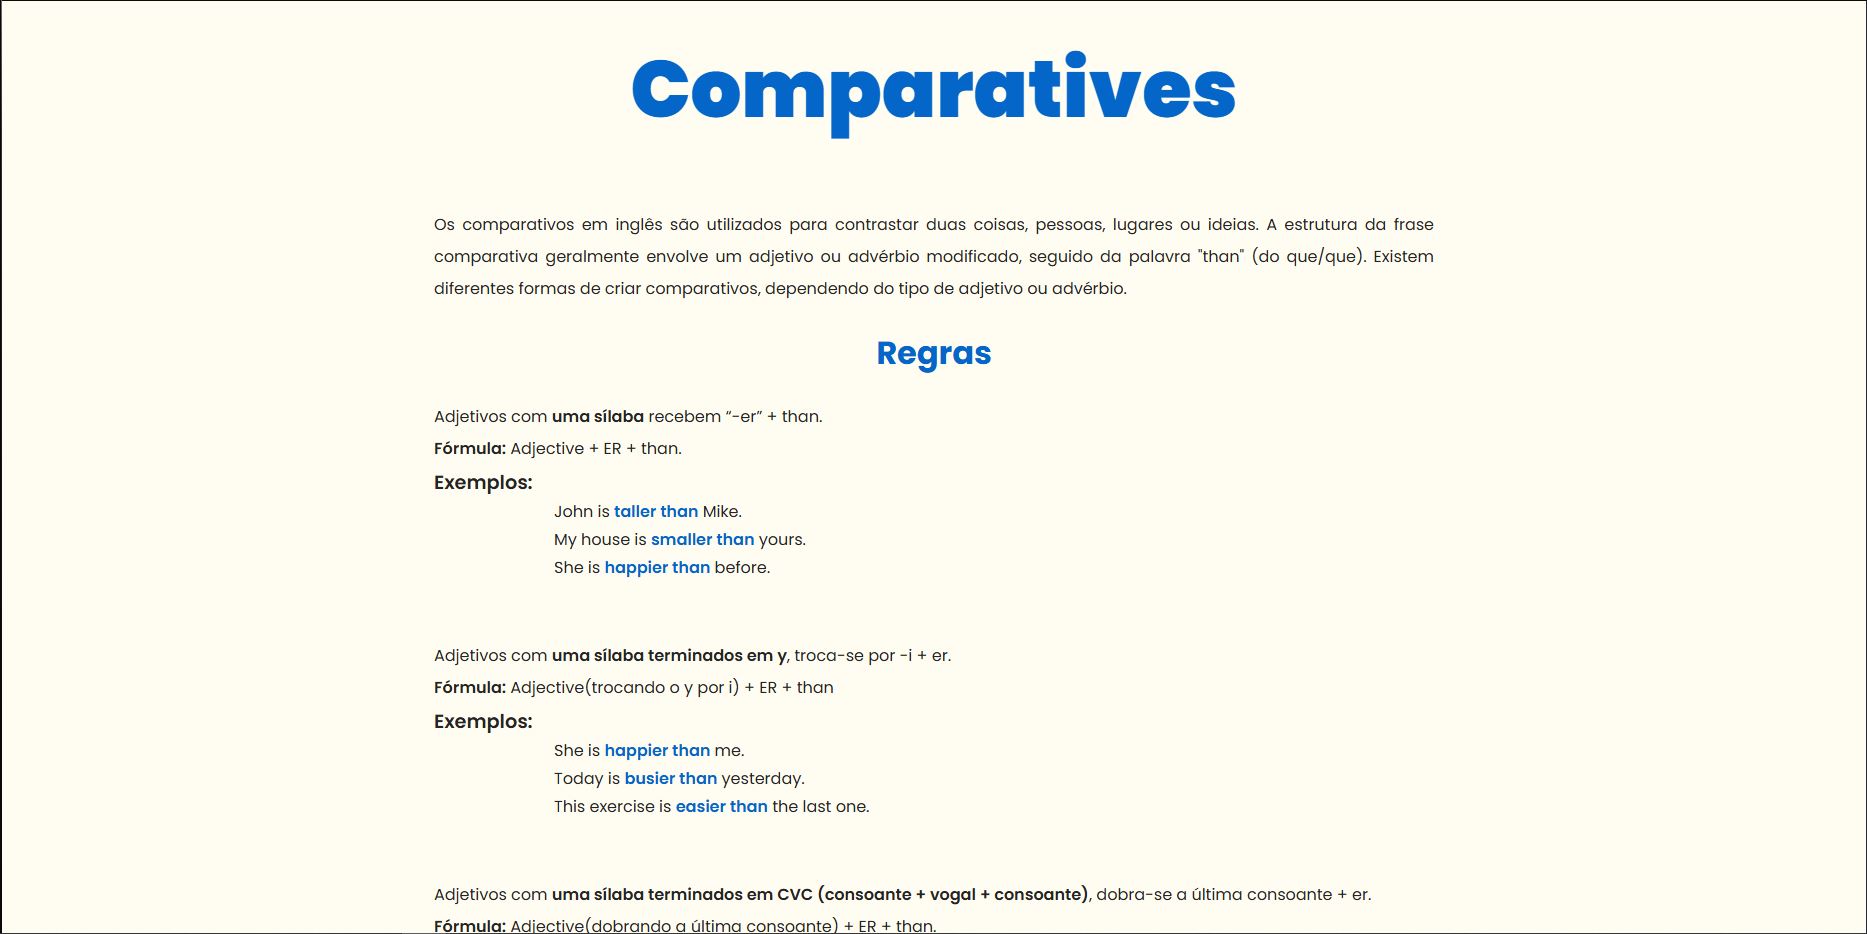 Comparatives
Os comparativos em inglês são utilizados para contrastar duas coisas, pessoas, lugares ou ideias. A estrutura da frase
comparativa geralmente envolve um adjetivo ou advérbio modificado, seguido da palavra "than" (do que/que). Existem
diferentes formas de criar comparativos, dependendo do tipo de adjetivo ou advérbio.
Regras
Adjetivos com uma sílaba recebem “-er” + than.
Fórmula: Adjective + ER + than.
Exemplos:
John is taller than Mike.
My house is smaller than yours.
She is happier than before.
Adjetivos com uma sílaba terminados em y, troca-se por -i + er.
Fórmula: Adjective(trocando o y por i) + ER + than
Exemplos:
She is happier than me.
Today is busier than yesterday.
This exercise is easier than the last one.
Adjetivos com uma sílaba terminados em CVC (consoante + vogal + consoante), dobra-se a última consoante + er.
Fórmula: Adjective(dobrando a última consoante) + ER + than.